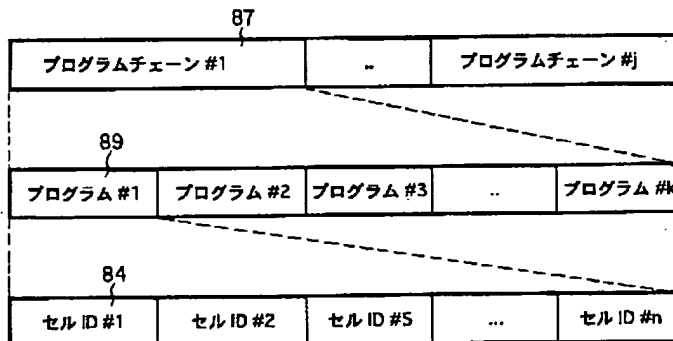 87
プログラムチェーン #1 .. プログラムチェーン #j
89
プログラム #1 プログラム #2 プログラム #3 .. プログラム #k
84
セル ID #1 セル ID #2 セル ID #5 ... セル ID #n